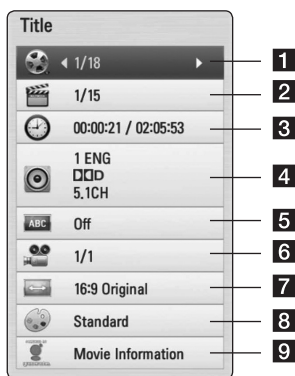 Title
1/18
1
1/15
2
00:00:21 / 02:05:53
3
1 ENG
DD D
5.1CH
4
ABC
Off
5
1/1
6
16:9 Original
7
Standard
8
Movie Information
9